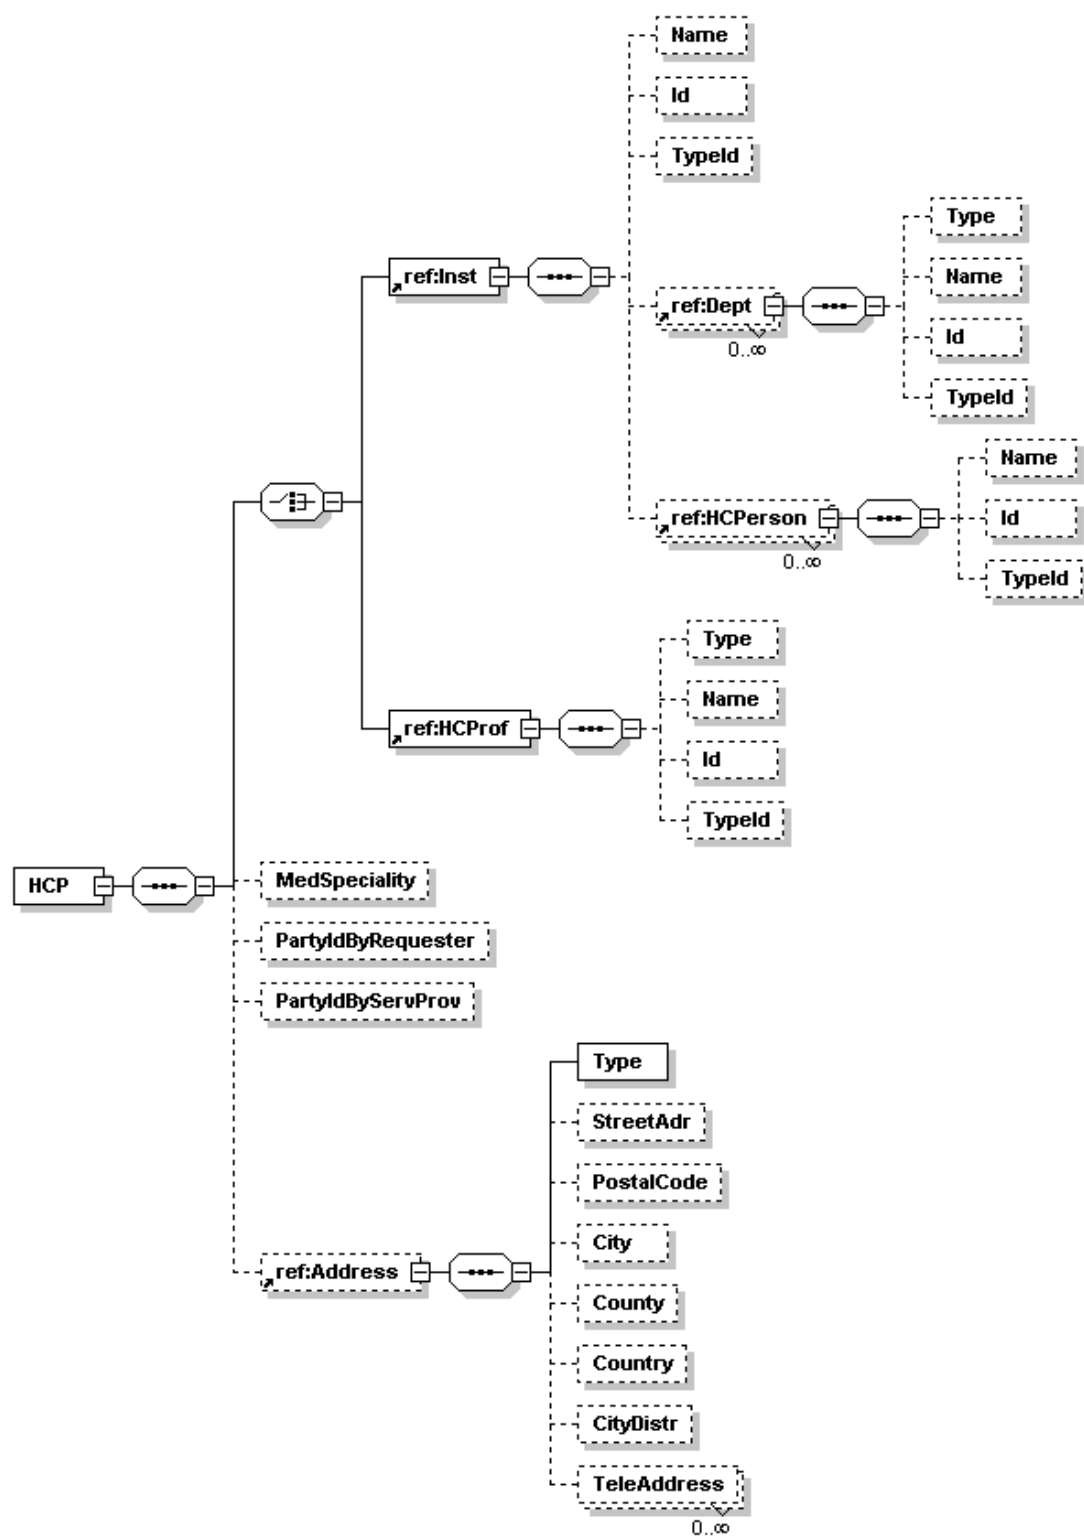 Name
Id
TypeId
Type
ref:Inst
Name
ref:Dept
0..∞
Id
TypeId
Name
ref:HCPerson
Id
0..∞
TypeId
Type
Name
ref:HCProf
Id
TypeId
HCP
MedSpeciality
PartyIdByRequester
PartyIdByServProv
Type
StreetAdr
PostalCode
City
ref:Address
County
Country
CityDistr
TeleAddress
0..∞